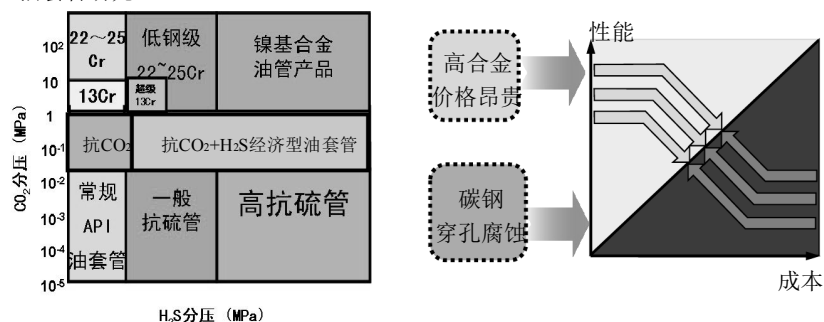 22～25
Cr
低钢级
22~25Cr
镍基合金
油管产品
13Cr
超级
13Cr
抗CO₂
抗CO₂+H₂S经济型油套管
常规
API
油套管
一般
抗硫管
高抗硫管
CO₂分压（MPa）
10²
10
1
10⁻¹
10⁻²
10⁻³
10⁻⁴
10⁻⁵
H₂S分压（MPa）
高合金
价格昂贵
碳钢
穿孔腐蚀
性能
成本